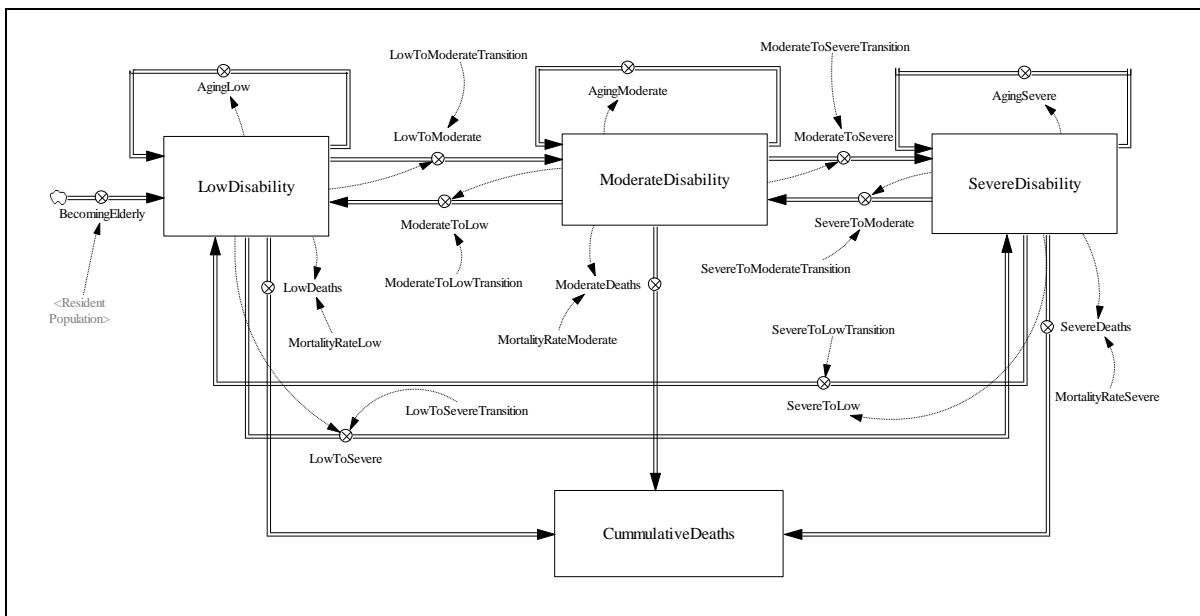 LowToModerateTransition
ModerateToSevereTransition
AgingLow
AgingModerate
AgingSevere
LowToModerate
ModerateToSevere
LowDisability
ModerateDisability
SevereDisability
BecomingElderly
ModerateToLow
SevereToModerate
ModerateToLowTransition
SevereToModerateTransition
LowDeaths
ModerateDeaths
<Resident
Population>
MortalityRateLow
MortalityRateModerate
SevereToLowTransition
SevereDeaths
SevereToLow
MortalityRateSevere
LowToSevereTransition
LowToSevere
CummulativeDeaths